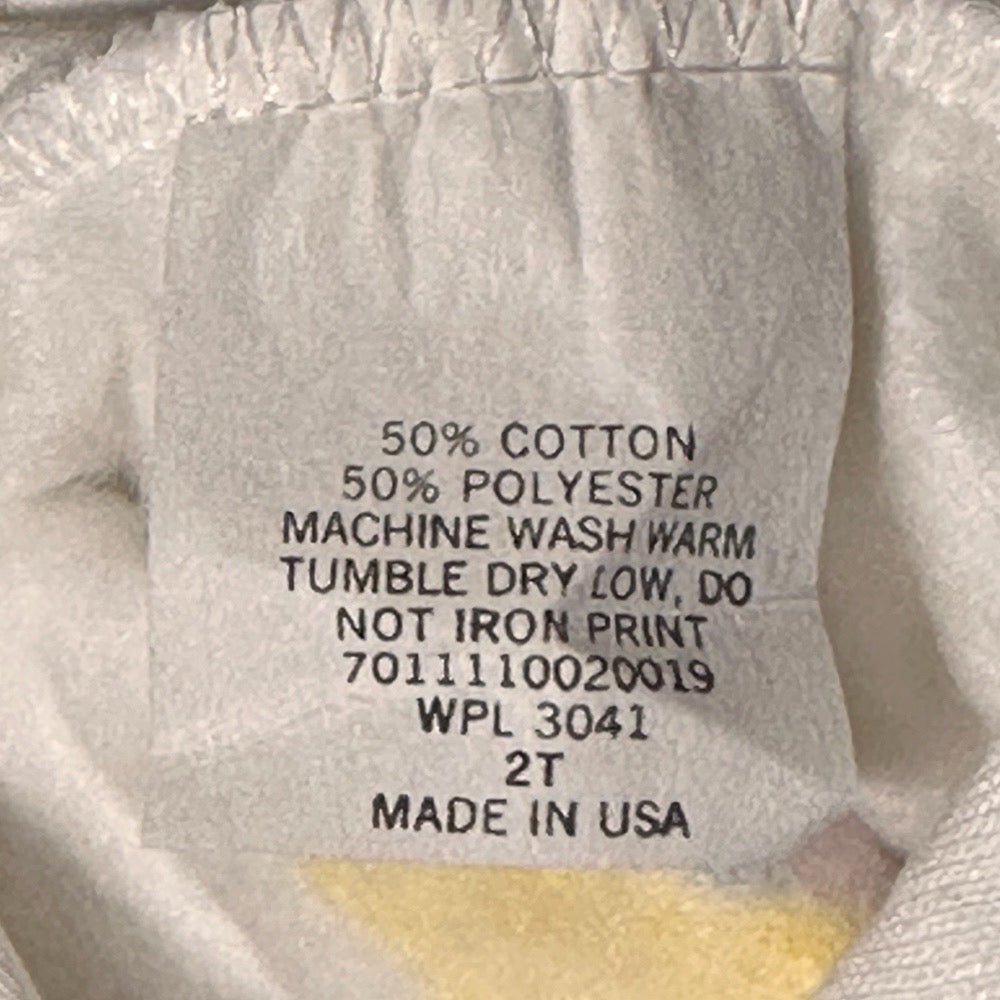 50% COTTON
50% POLYESTER
MACHINE WASH WARM
TUMBLE DRY LOW, DO
NOT IRON PRINT
7011110020019
WPL 3041
2T
MADE IN USA